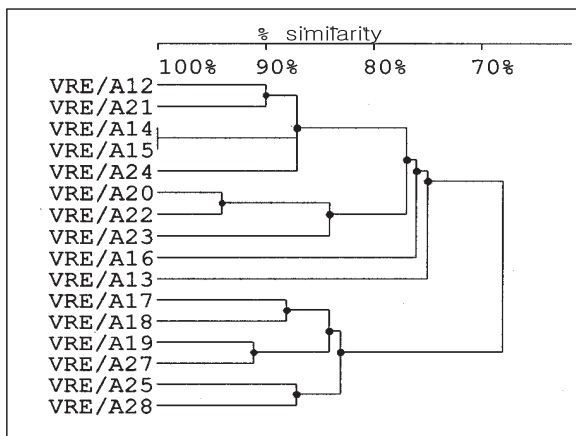 % similarity
100% 90% 80% 70%
VRE/A12
VRE/A21
VRE/A14
VRE/A15
VRE/A24
VRE/A20
VRE/A22
VRE/A23
VRE/A16
VRE/A13
VRE/A17
VRE/A18
VRE/A19
VRE/A27
VRE/A25
VRE/A28